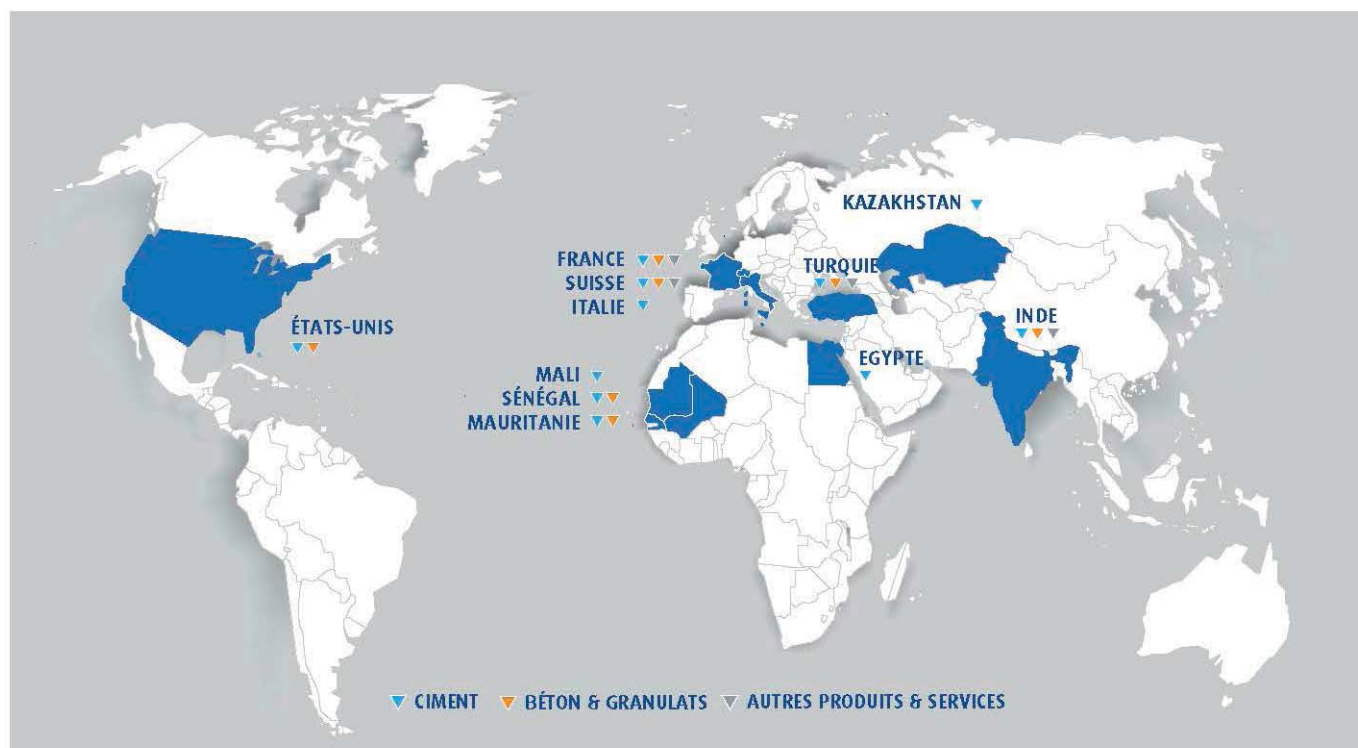 KAZAKHSTAN
FRANCE
SUISSE
ITALIE
TURQUIE
INDE
ÉTATS-UNIS
EGYPTE
MALI
SÉNÉGAL
MAURITANIE
CIMENT BÉTON & GRANULATS AUTRES PRODUITS & SERVICES